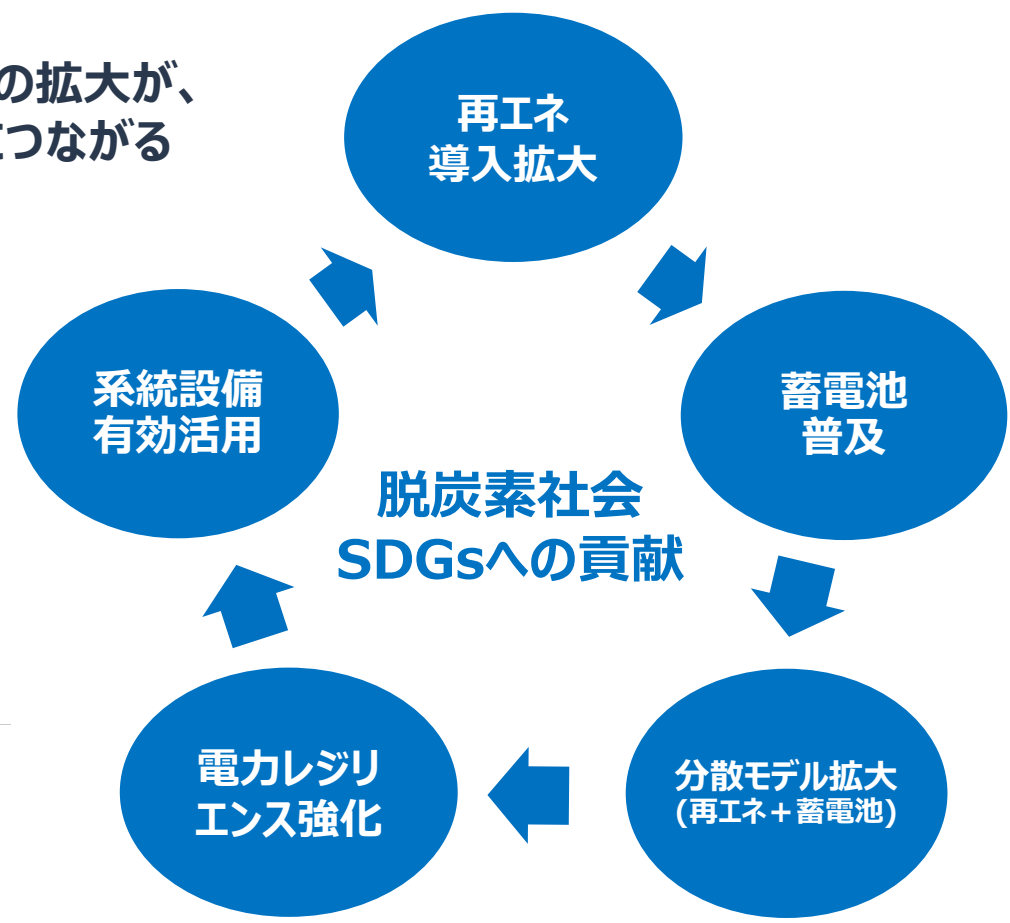 の拡大が、
つながる
再エネ
導入拡大
蓄電池
普及
分散モデル拡大
(再エネ+蓄電池)
電力レジリ
エンス強化
系統設備
有効活用
脱炭素社会
SDGsへの貢献